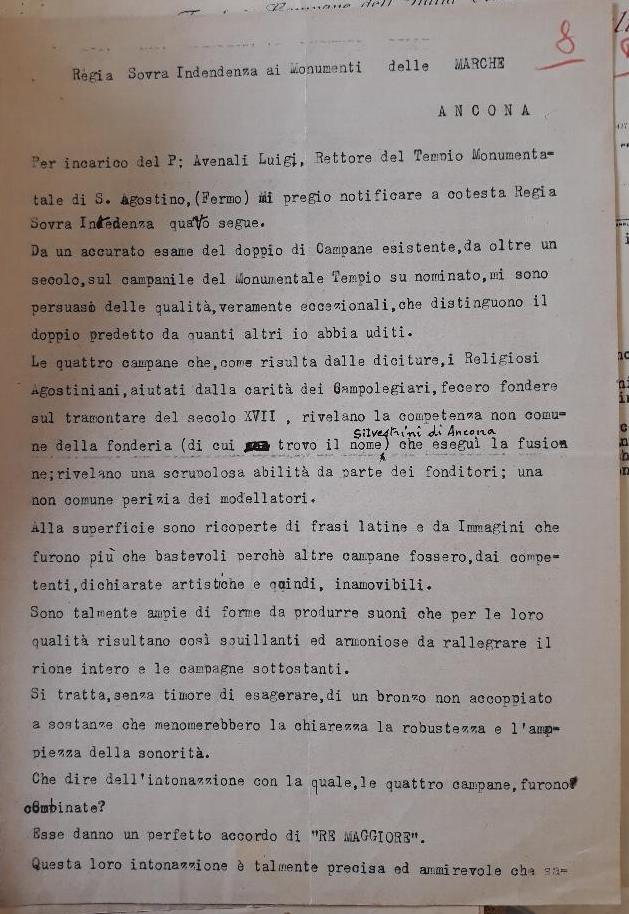 8
Regia Sovra Indendenza ai Monumenti delle MARCHE
ANCONA
Per incarico del P; Avenali Luigi, Rettore del Tempio Monumenta=
tale di S. Agostino,(Fermo) mi pregio notificare a cotesta Regia
Sovra Intedenza quato segue.
Da un accurato esame del doppio di Campane esistente,da oltre un
secolo,sul campanile del Monumentale Tempio su nominato,mi sono
persuaso delle qualità,veramente eccezionali,che distinguono il
doppio predetto da quanti altri io abbia uditi.
Le quattro campane che,come risulta dalle diciture,i Religiosi
Agostiniani,aiutati dalla carità dei Campolegiari,fecero fondere
sul tramontare del secolo XVII , rivelano la competenza non comu=
Silvestrini di Ancona
ne della fonderia (di cui trovo il nome) che eseguì la fusion
ne;rivelano una scrupolosa abilità da parte dei fonditori; una
non comune perizia dei modellatori.
Alla superficie sono ricoperte di frasi latine e da Immagini che
furono più che bastevoli perchè altre campane fossero,dai compe=
tenti,dichiarate artistiche e quindi, inamovibili.
Sono talmente ampie di forme da produrre suoni che per le loro
qualità risultano così squillanti ed armoniose da rallegrare il
rione intero e le campagne sottostanti.
Si tratta,senza timore di esagerare,di un bronzo non accoppiato
a sostanze che menomerebbero la chiarezza la robustezza e l'amp=
piezza della sonorità.
Che dire dell'intonazzione con la quale,le quattro campane,furono
combinate?
Esse danno un perfetto accordo di "RE MAGGIORE".
Questa loro intonazzione è talmente precisa ed ammirevole che sa=